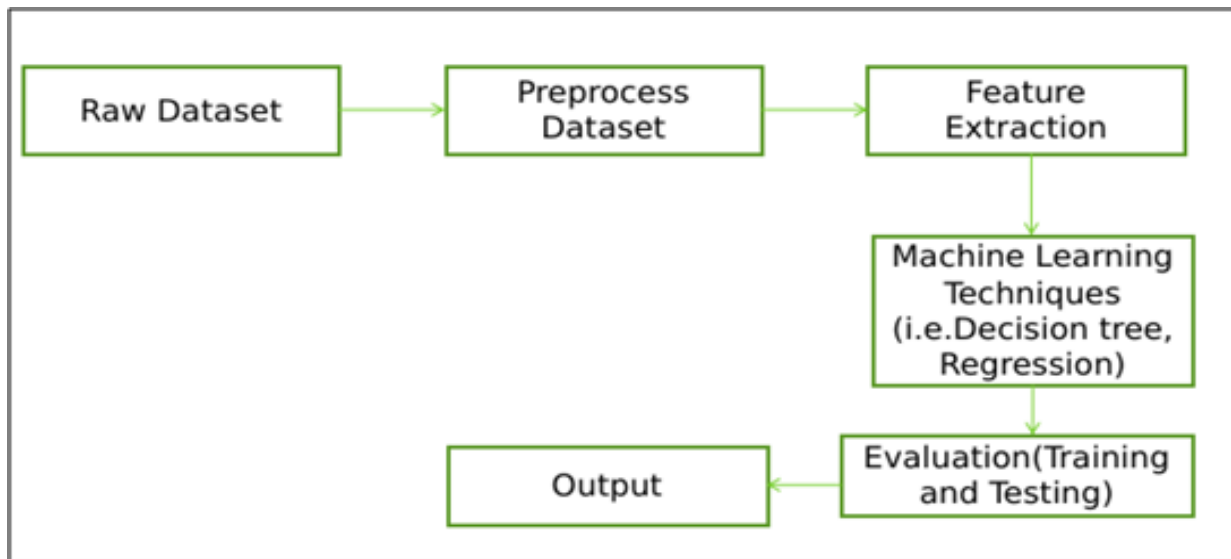 Raw Dataset
Preprocess
Dataset
Feature
Extraction
Machine Learning
Techniques
(i.e.Decision tree,
Regression)
Evaluation(Training
and Testing)
Output